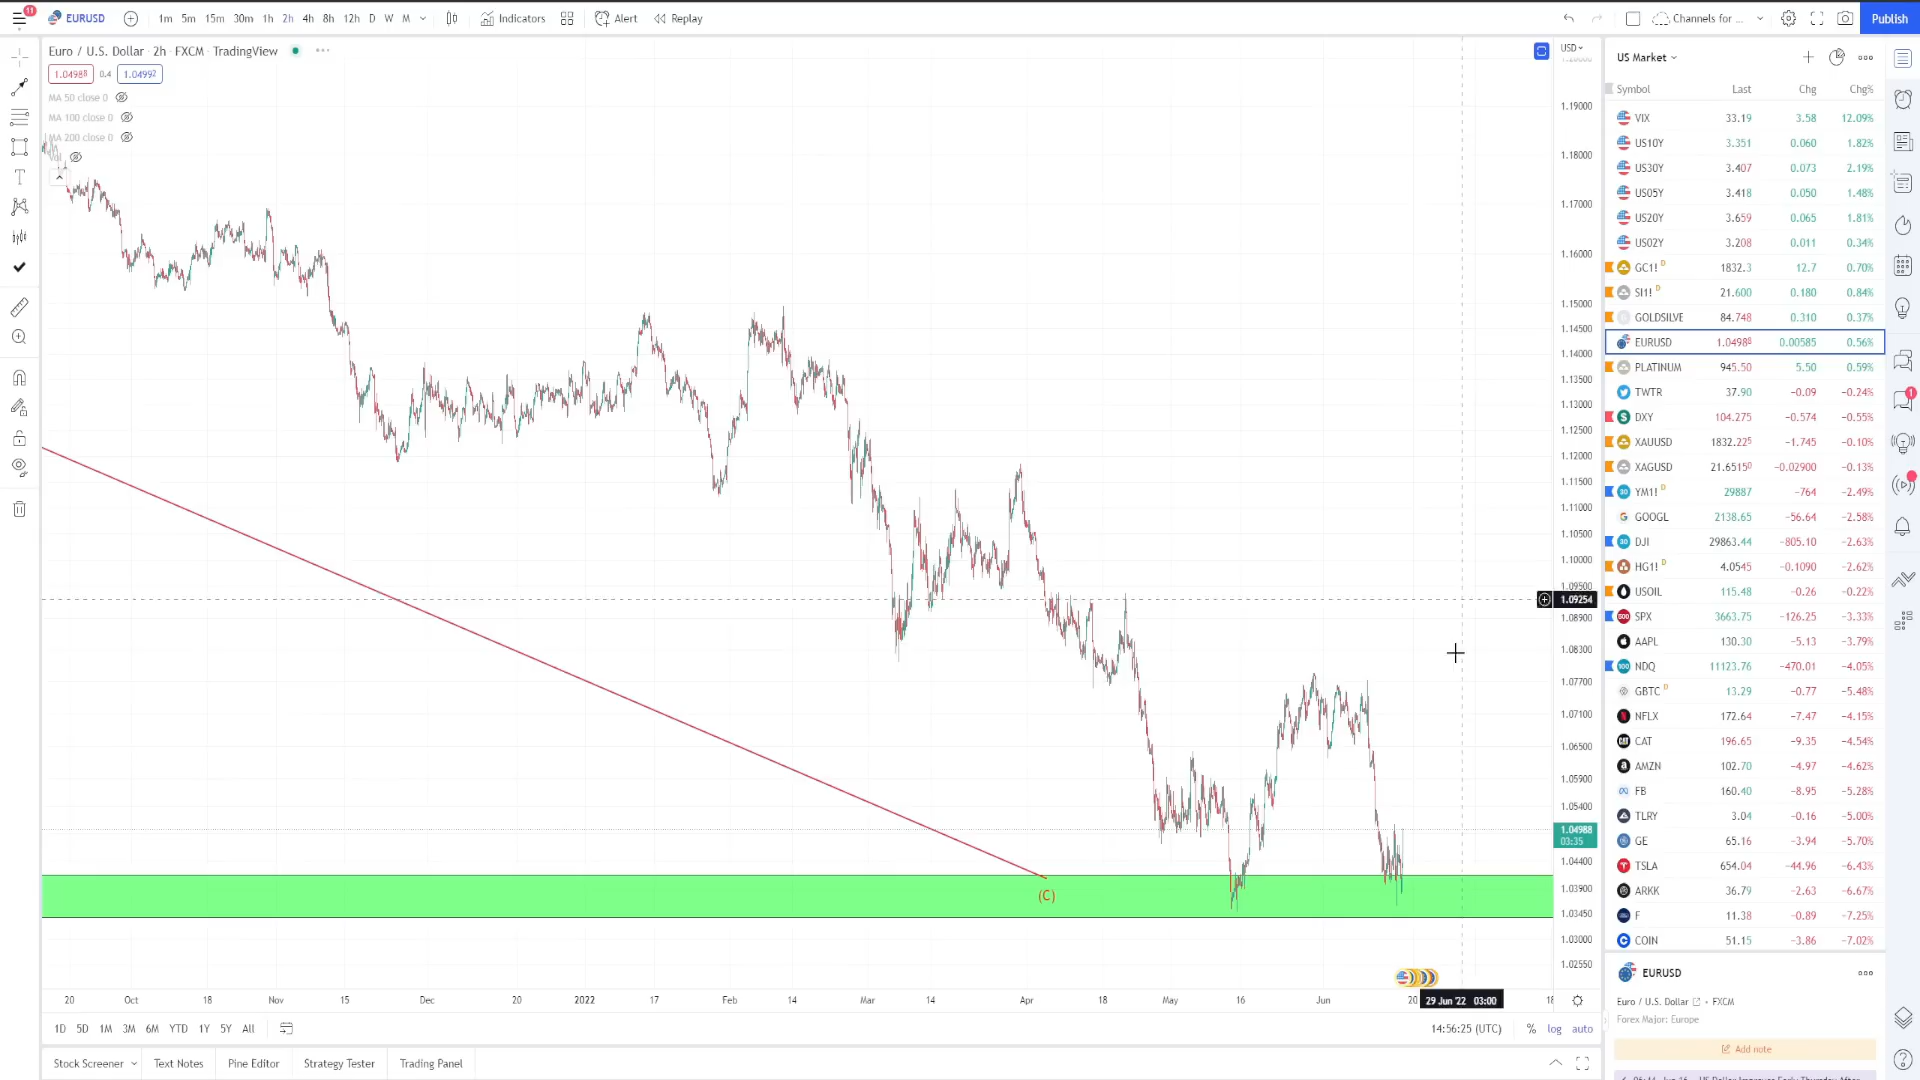 11
EURUSD 1m 5m 15m 30m 1h 2h 4h 8h 12h D W M Indicators Alert Replay Channels for ... Publish
Euro / U.S. Dollar · 2h · FXCM · TradingView
1.04988 0.4 1.04992
MA 50 close 0
MA 100 close 0
MA 200 close 0
(C)
USD
1.19000
1.18000
1.17000
1.16000
1.15000
1.14500
1.14000
1.13500
1.13000
1.12500
1.12000
1.11500
1.11000
1.10500
1.10000
1.09500
1.09254
1.08900
1.08300
1.07700
1.07100
1.06500
1.05900
1.05400
1.04988
03:35
1.04400
1.03900
1.03450
1.03000
1.02550
20 Oct 18 Nov 15 Dec 20 2022 17 Feb 14 Mar 14 Apr 18 May 16 Jun 20 29 Jun '22 03:00 18
1D 5D 1M 3M 6M YTD 1Y 5Y All 14:56:25 (UTC) % log auto
Stock Screener Text Notes Pine Editor Strategy Tester Trading Panel
US Market
Symbol Last Chg Chg%
VIX 33.19 3.58 12.09%
US10Y 3.351 0.060 1.82%
US30Y 3.407 0.073 2.19%
US05Y 3.418 0.050 1.48%
US20Y 3.659 0.065 1.81%
US02Y 3.208 0.011 0.34%
GC1! D 1832.3 12.7 0.70%
SI1! D 21.600 0.180 0.84%
GOLDSILVE 84.748 0.310 0.37%
EURUSD 1.04988 0.00585 0.56%
PLATINUM 945.50 5.50 0.59%
TWTR 37.90 -0.09 -0.24%
DXY 104.275 -0.574 -0.55%
XAUUSD 1832.225 -1.745 -0.10%
XAGUSD 21.65150 -0.02900 -0.13%
YM1! D 29887 -764 -2.49%
GOOGL 2138.65 -56.64 -2.58%
DJI 29863.44 -805.10 -2.63%
HG1! D 4.0545 -0.1090 -2.62%
USOIL 115.48 -0.26 -0.22%
SPX 3663.75 -126.25 -3.33%
AAPL 130.30 -5.13 -3.79%
NDQ 11123.76 -470.01 -4.05%
GBTC D 13.29 -0.77 -5.48%
NFLX 172.64 -7.47 -4.15%
CAT 196.65 -9.35 -4.54%
AMZN 102.70 -4.97 -4.62%
FB 160.40 -8.95 -5.28%
TLRY 3.04 -0.16 -5.00%
GE 65.16 -3.94 -5.70%
TSLA 654.04 -44.96 -6.43%
ARKK 36.79 -2.63 -6.67%
F 11.38 -0.89 -7.25%
COIN 51.15 -3.86 -7.02%
EURUSD
Euro / U.S. Dollar · FXCM
Forex Major: Europe
Add note
1